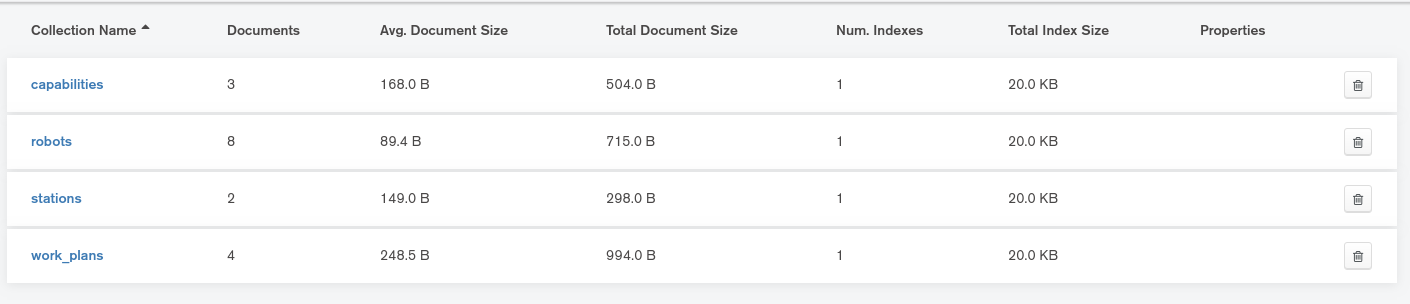 Collection Name Documents Avg. Document Size Total Document Size Num. Indexes Total Index Size Properties
capabilities 3 168.0 B 504.0 B 1 20.0 KB
robots 8 89.4 B 715.0 B 1 20.0 KB
stations 2 149.0 B 298.0 B 1 20.0 KB
work_plans 4 248.5 B 994.0 B 1 20.0 KB